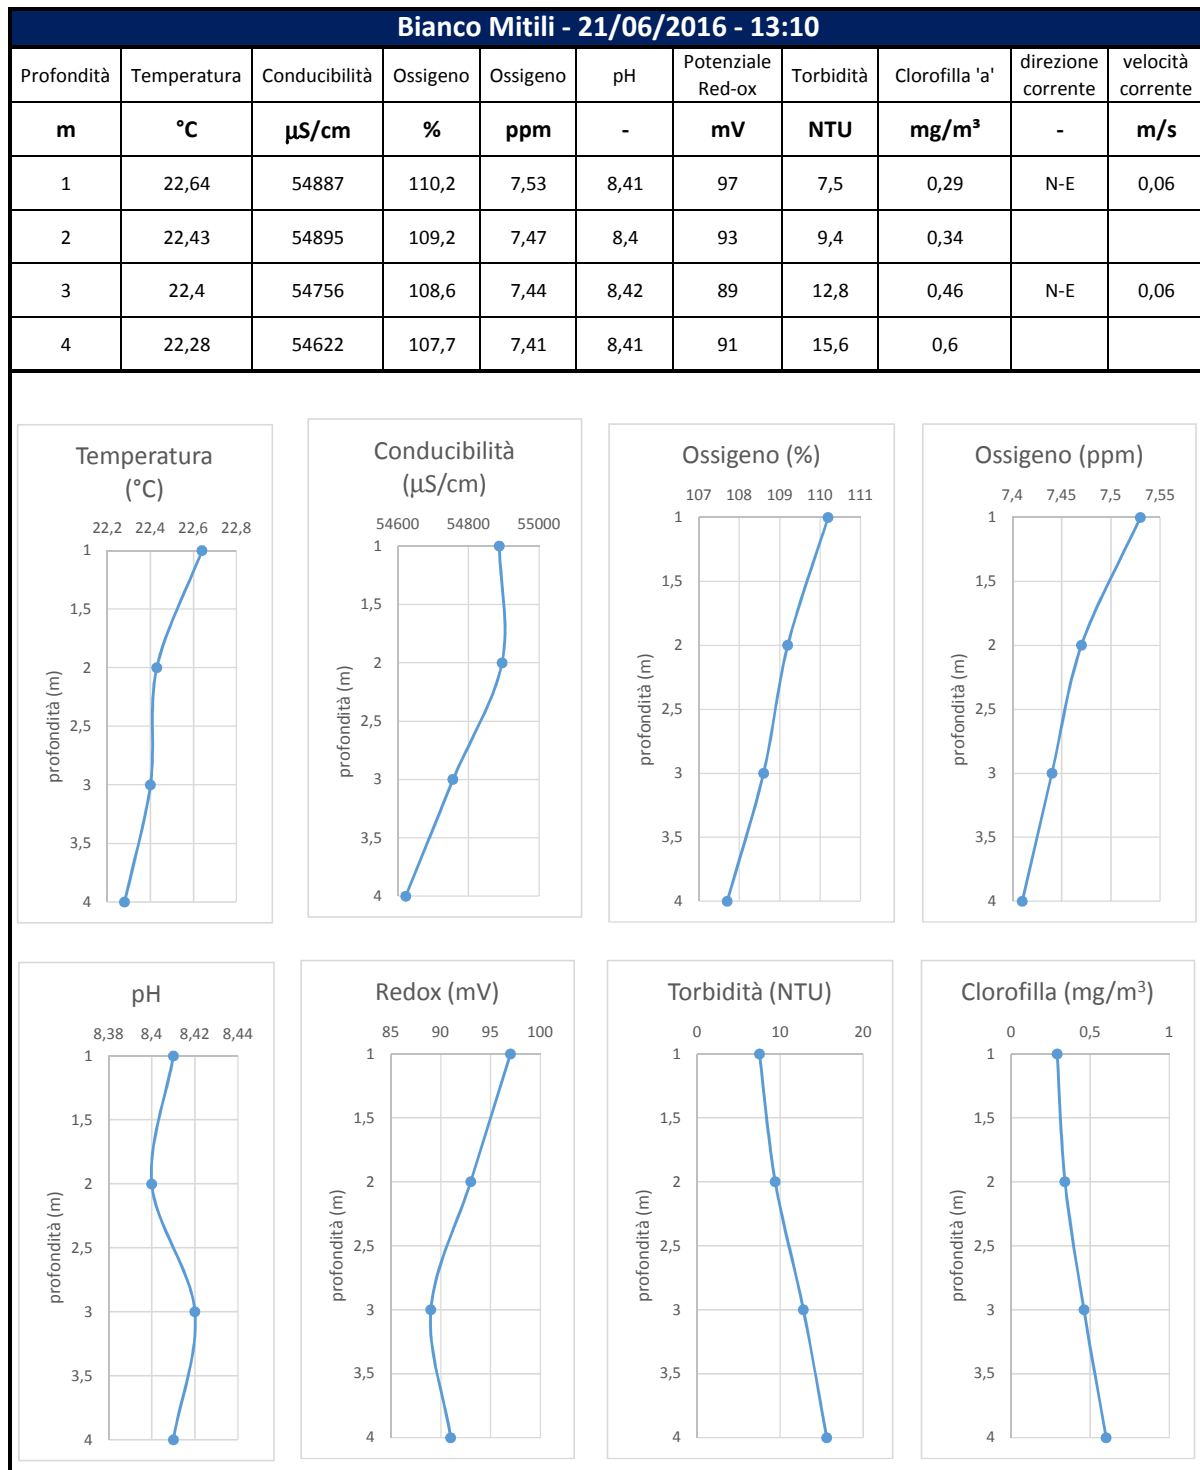 Bianco Mitili - 21/06/2016 - 13:10
Profondità Temperatura Conducibilità Ossigeno Ossigeno pH Potenziale Red-ox Torbidità Clorofilla 'a' direzione corrente velocità corrente
m °C µS/cm % ppm - mV NTU mg/m³ - m/s
1 22,64 54887 110,2 7,53 8,41 97 7,5 0,29 N-E 0,06
2 22,43 54895 109,2 7,47 8,4 93 9,4 0,34
3 22,4 54756 108,6 7,44 8,42 89 12,8 0,46 N-E 0,06
4 22,28 54622 107,7 7,41 8,41 91 15,6 0,6
Temperatura
(°C)
22,2 22,4 22,6 22,8
1
1,5
2
2,5
3
3,5
4
profondità (m)
Conducibilità
(µS/cm)
54600 54800 55000
1
1,5
2
2,5
3
3,5
4
profondità (m)
Ossigeno (%)
107 108 109 110 111
1
1,5
2
2,5
3
3,5
4
profondità (m)
Ossigeno (ppm)
7,4 7,45 7,5 7,55
1
1,5
2
2,5
3
3,5
4
profondità (m)
pH
8,38 8,4 8,42 8,44
1
1,5
2
2,5
3
3,5
4
profondità (m)
Redox (mV)
85 90 95 100
1
1,5
2
2,5
3
3,5
4
profondità (m)
Torbidità (NTU)
0 10 20
1
1,5
2
2,5
3
3,5
4
profondità (m)
Clorofilla (mg/m³)
0 0,5 1
1
1,5
2
2,5
3
3,5
4
profondità (m)